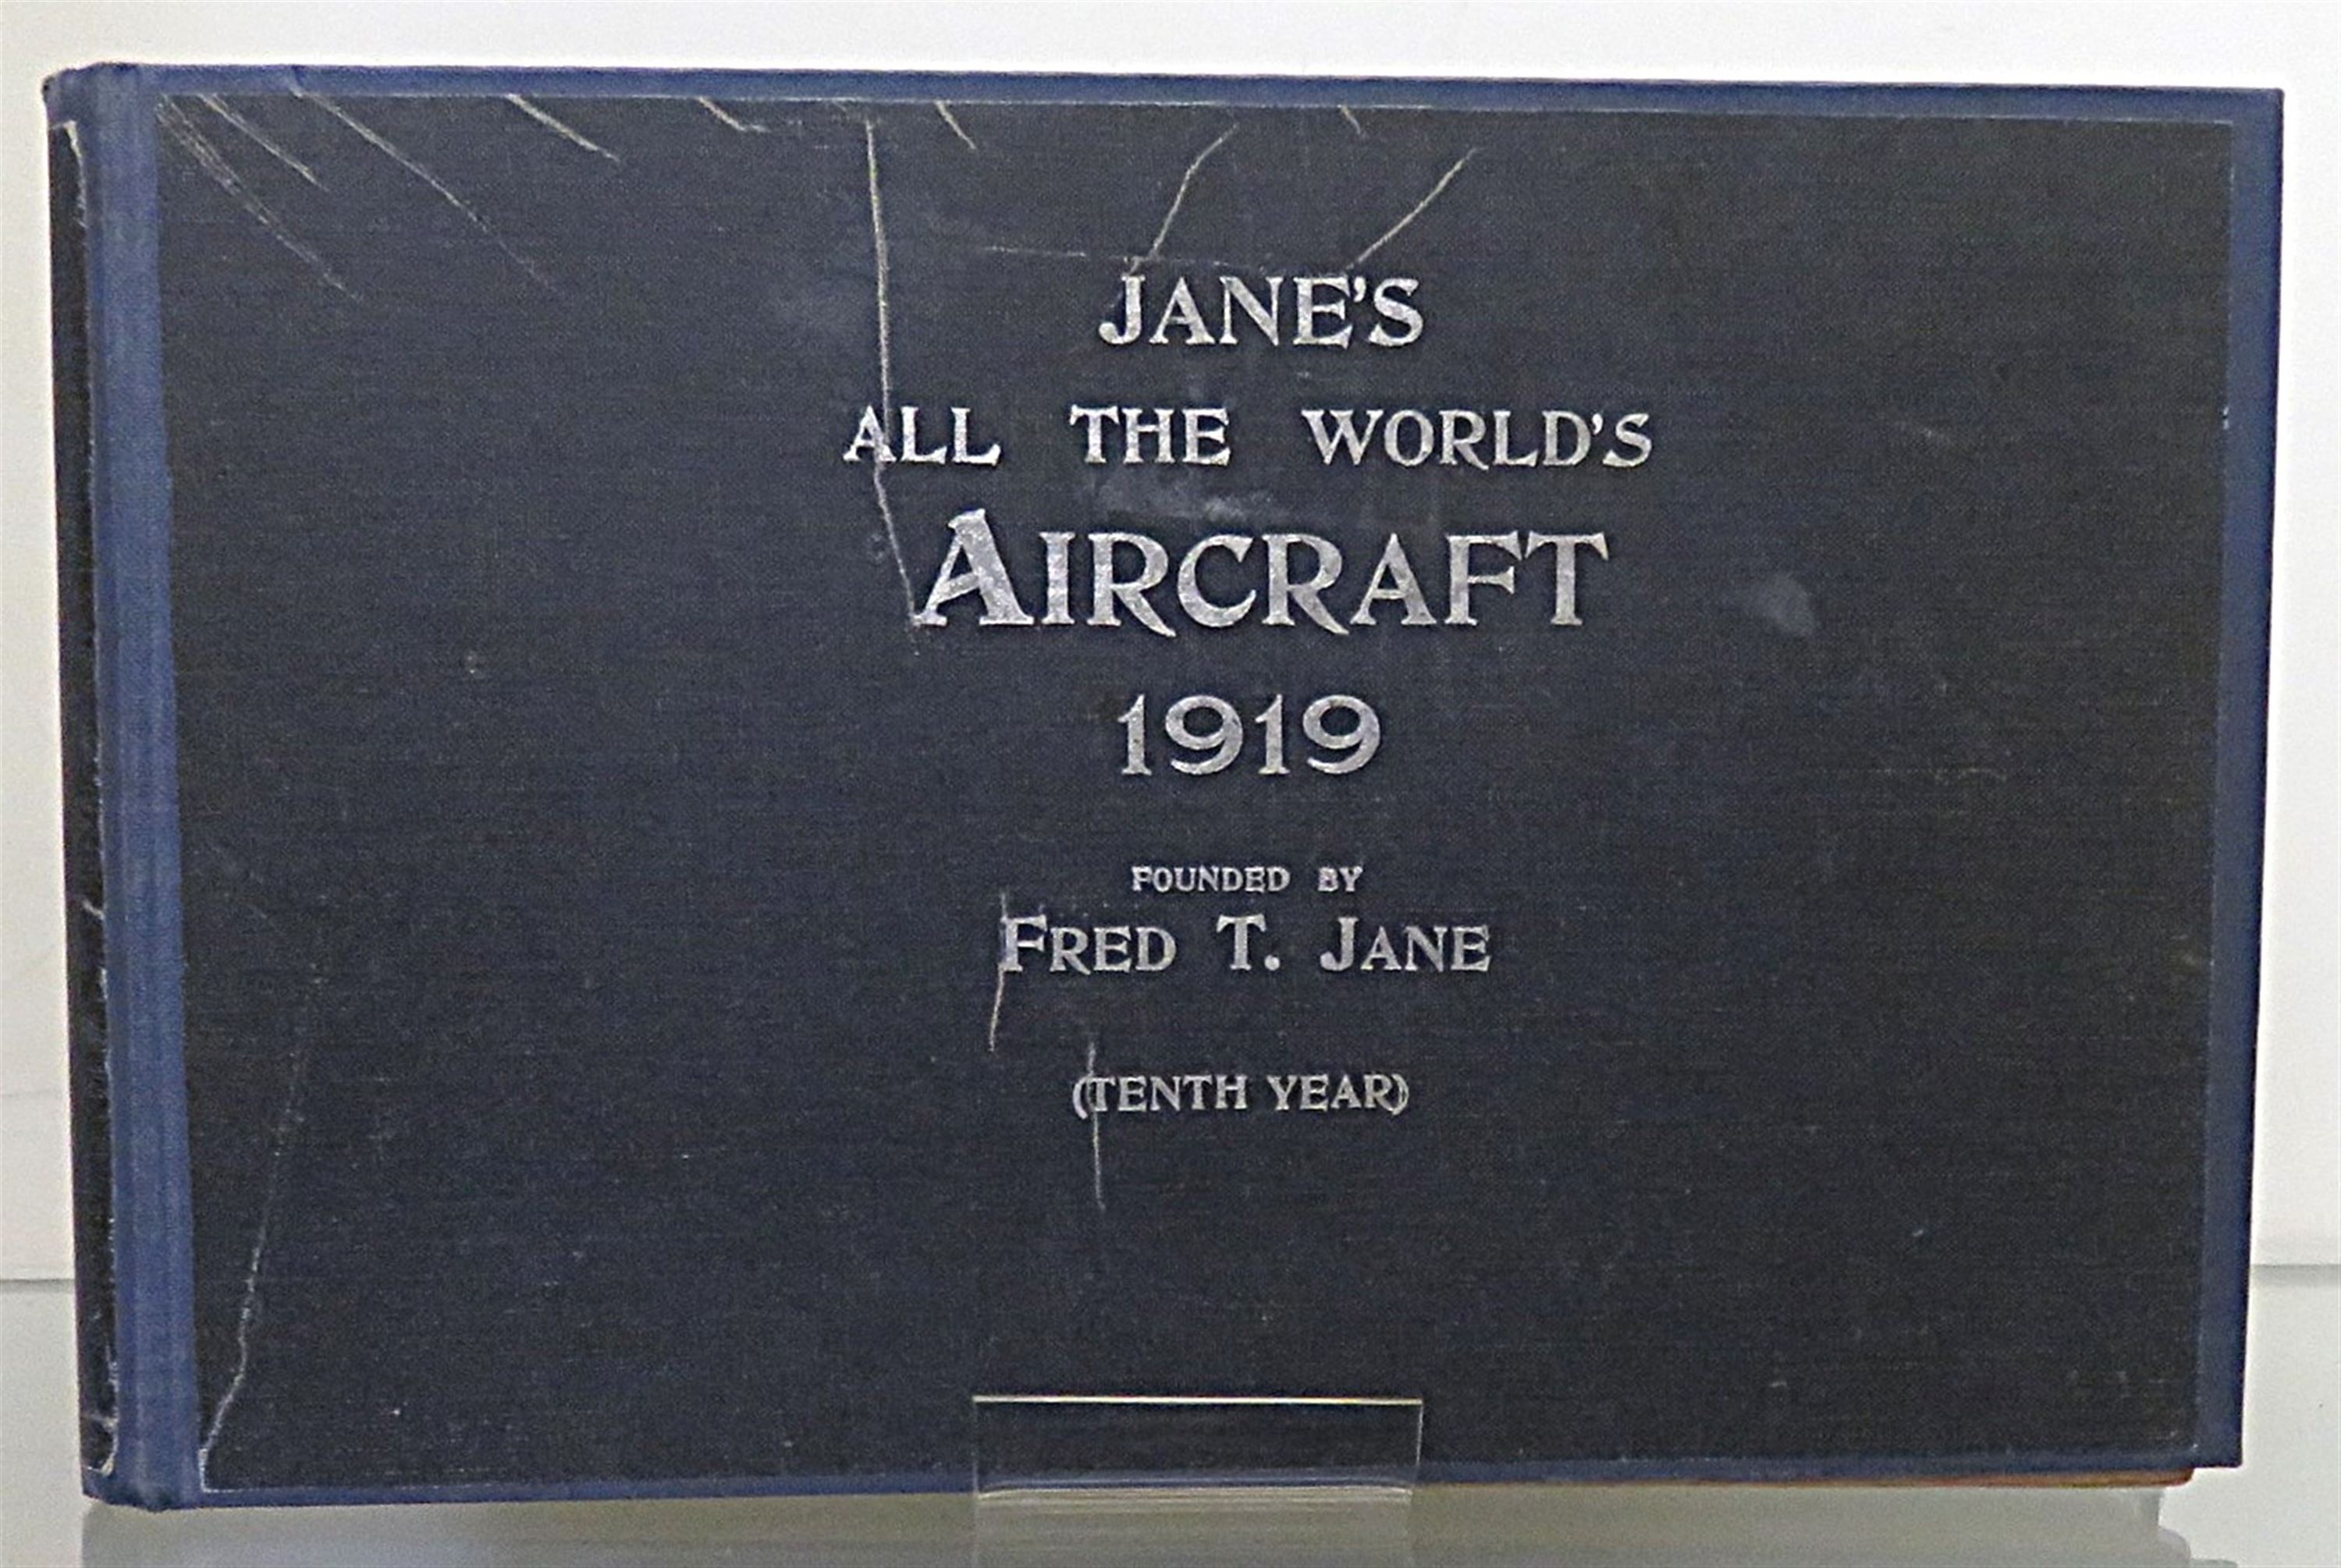 JANE'S
ALL THE WORLD'S
AIRCRAFT
1919
FOUNDED BY
FRED T. JANE
(TENTH YEAR)